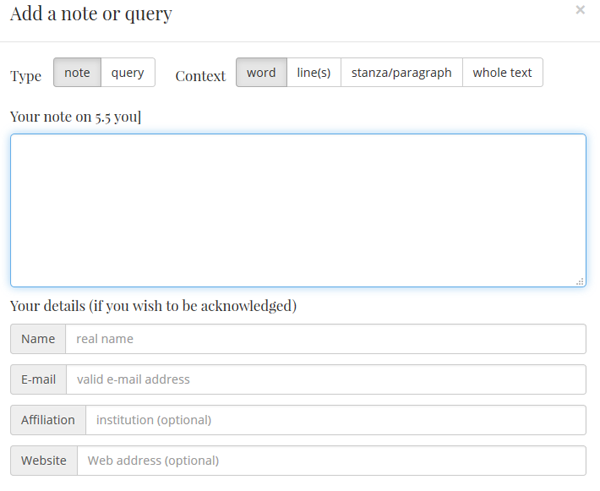 Add a note or query ×
Type note query Context word line(s) stanza/paragraph whole text
Your note on 5.5 you]
Your details (if you wish to be acknowledged)
Name real name
E-mail valid e-mail address
Affiliation institution (optional)
Website Web address (optional)